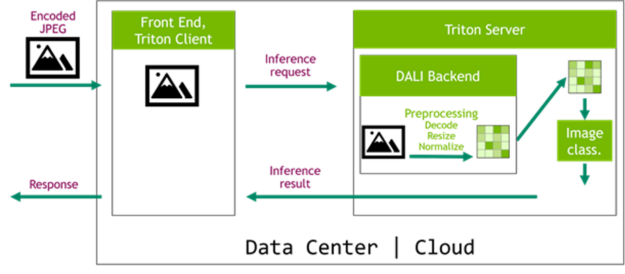 Encoded
JPEG
Front End,
Triton Client
Triton Server
Inference
request
DALI Backend
Preprocessing
Decode
Resize
Normalize
Image
class.
Response
Inference
result
Data Center | Cloud